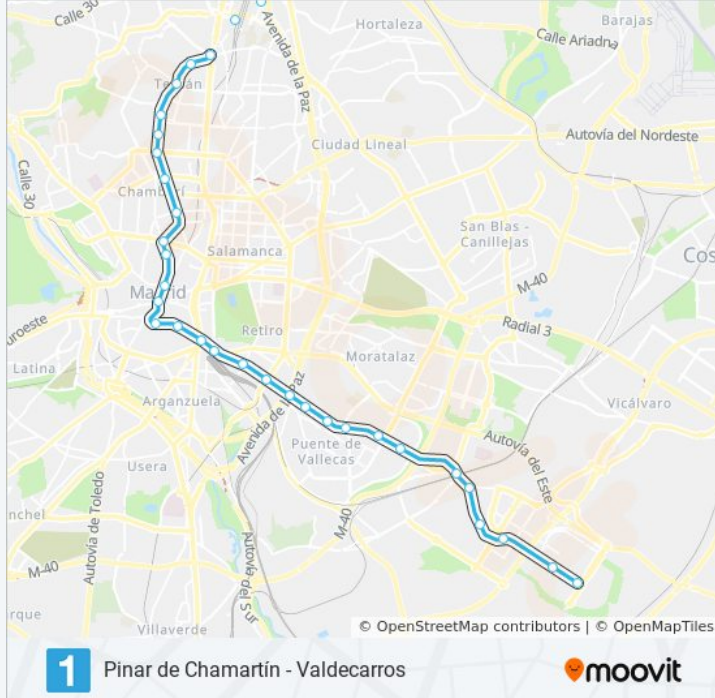 Calle 30
Hortaleza
Barajas
Calle Ariadna
Avenida de la Paz
Autovía del Nordeste
Ciudad Lineal
Calle 30
San Blas -
Canillejas
Salamanca
M-40
Madrid
Radial 3
uroeste
Retiro
Moratalaz
Latina
Arganzuela
Avenida de la Paz
Vicálvaro
Puente de
Vallecas
Autovía del Este
Usera
Autovía de Toledo
nchel
M-40
Autovía del Sur
M-40
rque
Villaverde
© OpenStreetMap contributors | © OpenMapTiles
1 Pinar de Chamartín - Valdecarros
moovit